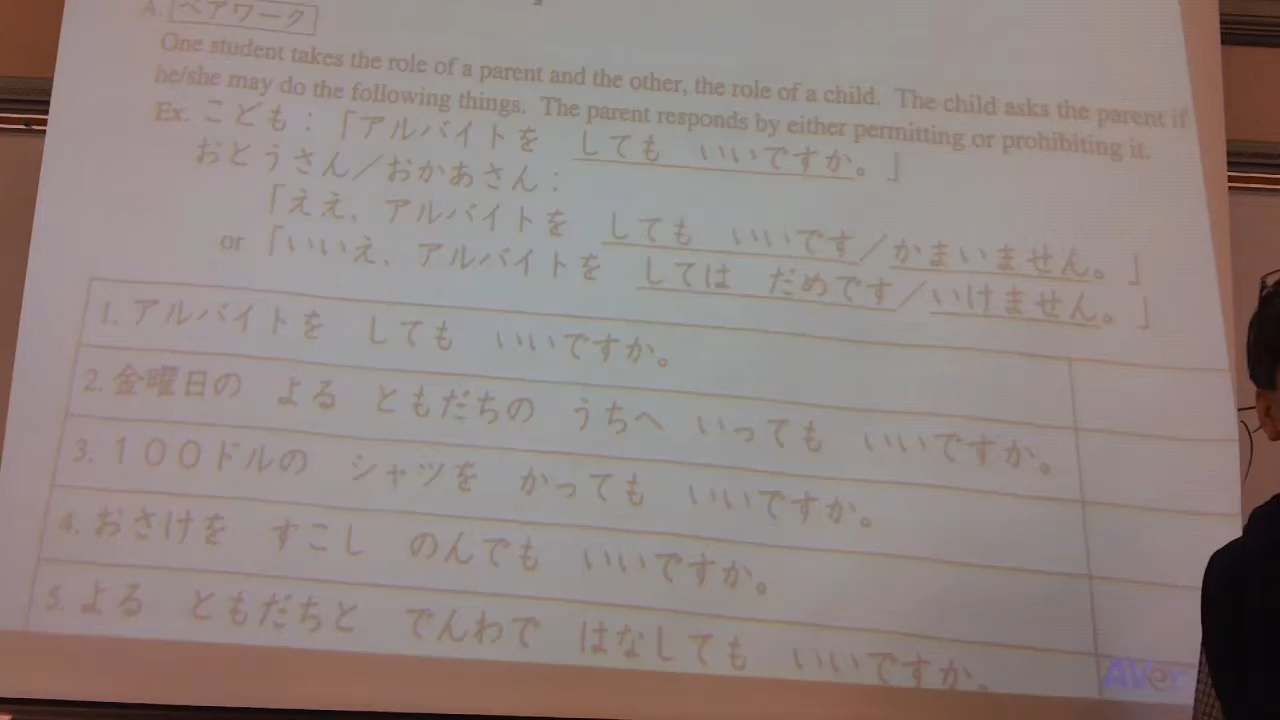 A. ペアワーク
One student takes the role of a parent and the other, the role of a child. The child asks the parent if
he/she may do the following things. The parent responds by either permitting or prohibiting it.
Ex. こども：「アルバイトを　しても　いいですか。」
おとうさん／おかあさん：
「ええ、アルバイトを　しても　いいです／かまいません。」
or 「いいえ、アルバイトを　しては　だめです／いけません。」
1. アルバイトを　しても　いいですか。
2. 金曜日の　よる　ともだちの　うちへ　いっても　いいですか。
3. １００ドルの　シャツを　かっても　いいですか。
4. おさけを　すこし　のんでも　いいですか。
5. よる　ともだちと　でんわで　はなしても　いいですか。
AVer